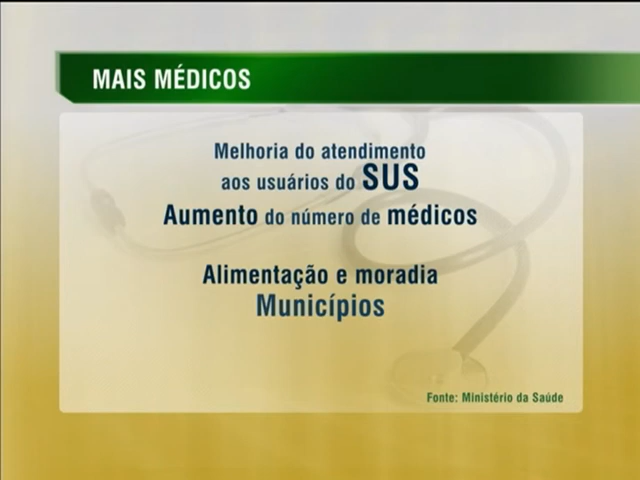 MAIS MÉDICOS
Melhoria do atendimento
aos usuários do SUS
Aumento do número de médicos
Alimentação e moradia
Municípios
Fonte: Ministério da Saúde